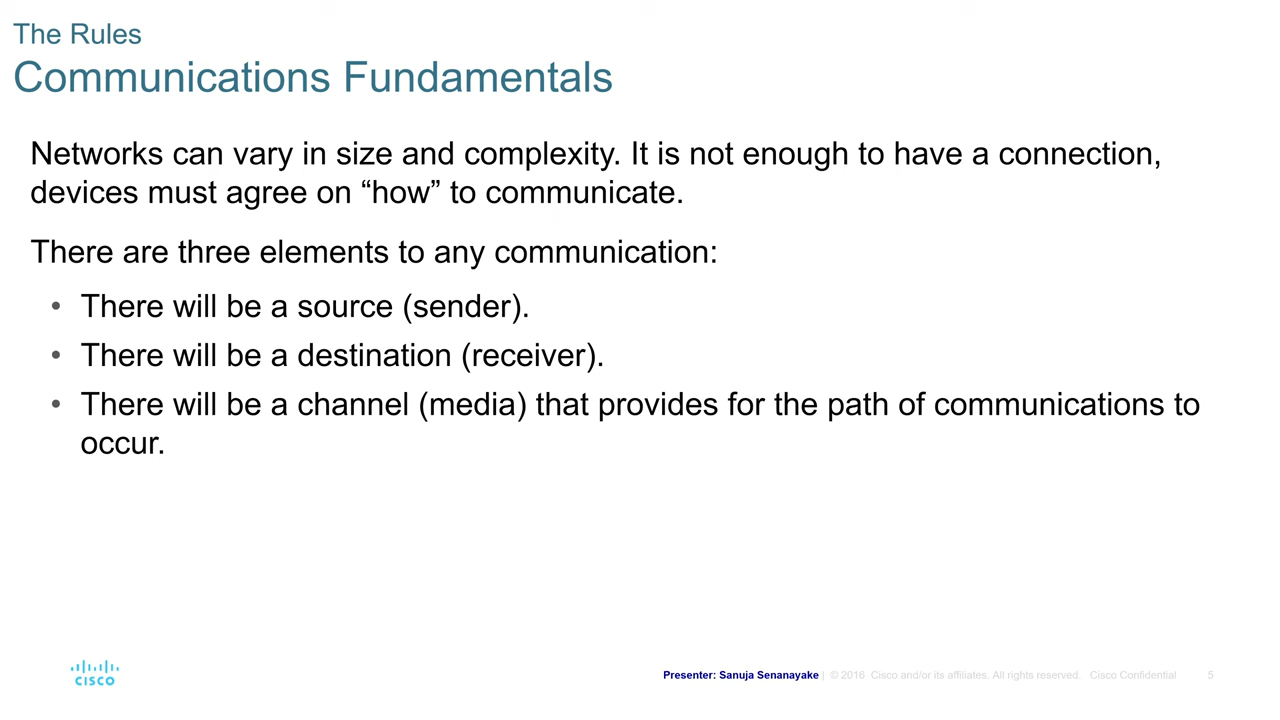 The Rules
Communications Fundamentals
Networks can vary in size and complexity. It is not enough to have a connection,
devices must agree on “how” to communicate.
There are three elements to any communication:
• There will be a source (sender).
• There will be a destination (receiver).
• There will be a channel (media) that provides for the path of communications to
occur.
CISCO
Presenter: Sanuja Senanayake | © 2016 Cisco and/or its affiliates. All rights reserved. Cisco Confidential 5